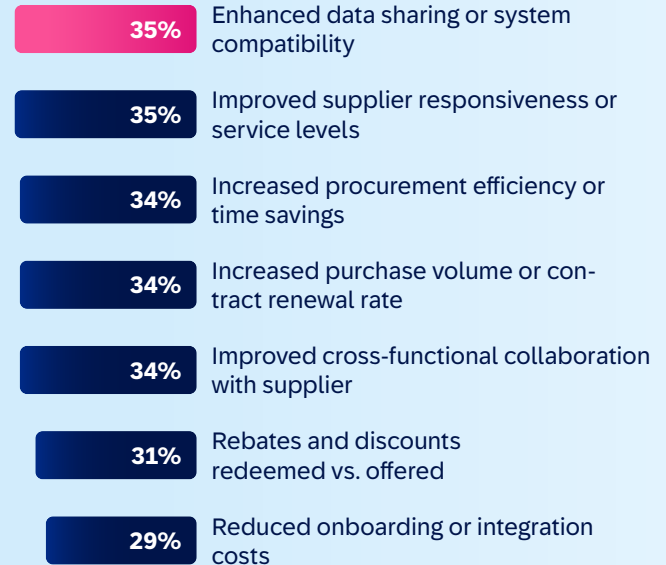 35%
Enhanced data sharing or system
compatibility
35%
Improved supplier responsiveness or
service levels
34%
Increased procurement efficiency or
time savings
34%
Increased purchase volume or con-
tract renewal rate
34%
Improved cross-functional collaboration
with supplier
31%
Rebates and discounts
redeemed vs. offered
29%
Reduced onboarding or integration
costs